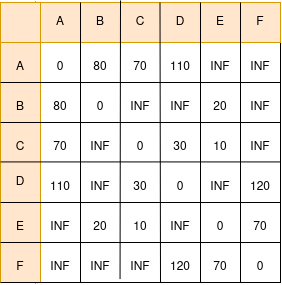 A B C D E F
A 0 80 70 110 INF INF
B 80 0 INF INF 20 INF
C 70 INF 0 30 10 INF
D 110 INF 30 0 INF 120
E INF 20 10 INF 0 70
F INF INF INF 120 70 0